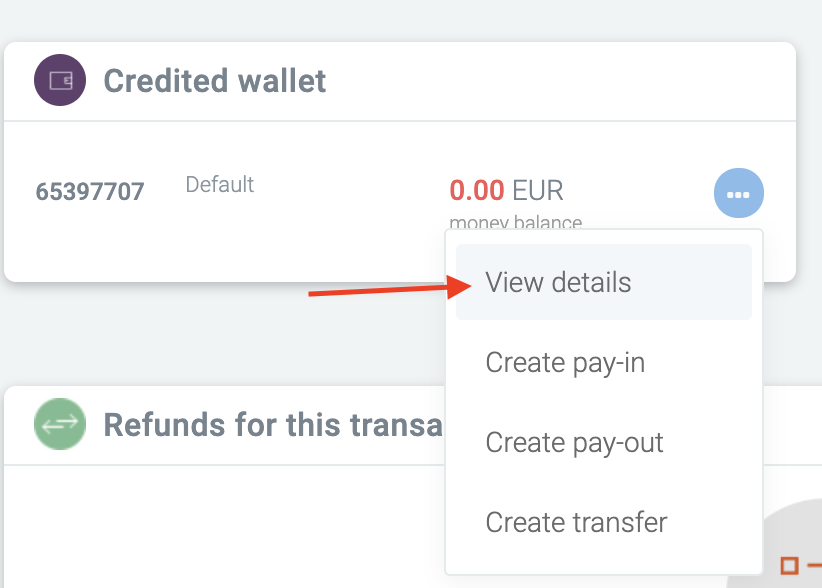 Credited wallet
65397707 Default 0.00 EUR
money balance
View details
Create pay-in
Refunds for this transa
Create pay-out
Create transfer